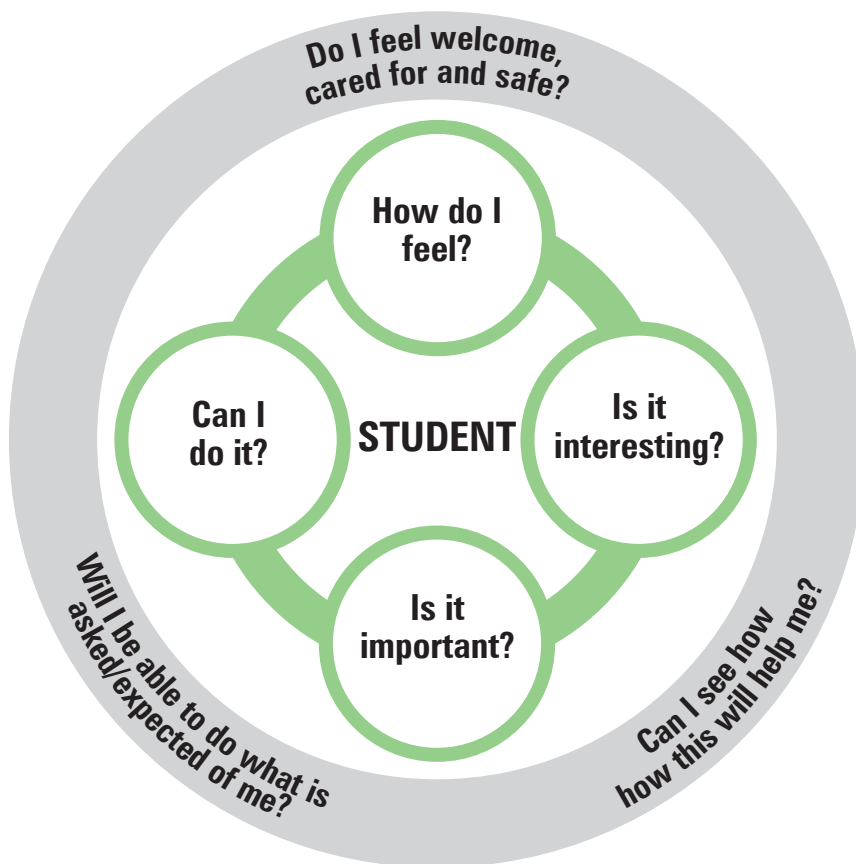 Do I feel welcome,
cared for and safe?
How do I
feel?
Can I
do it?
STUDENT
Is it
interesting?
Is it
important?
Will I be able to do what is
asked/expected of me?
Can I see how
how this will help me?